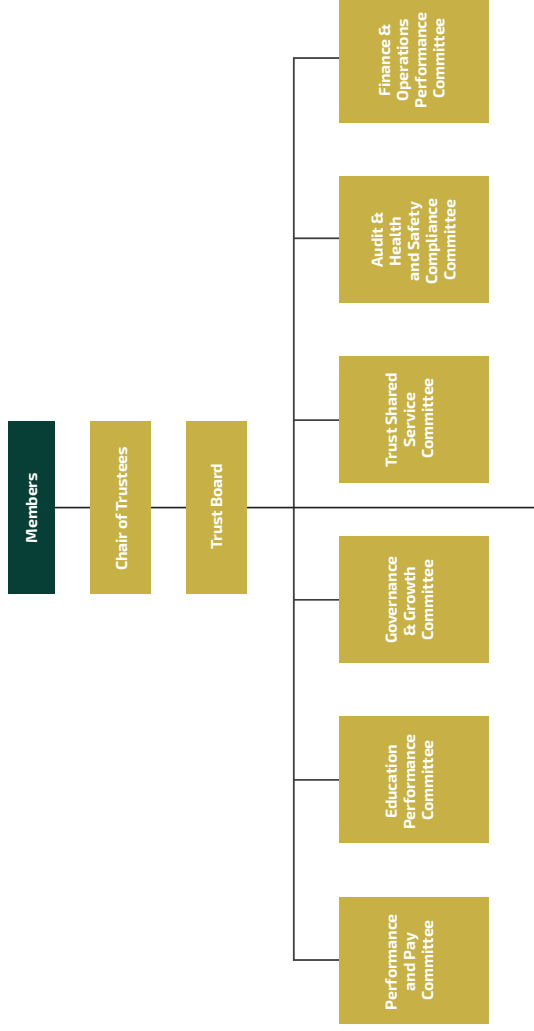 Members
Chair of Trustees
Trust Board
Performance
and Pay
Committee
Education
Performance
Committee
Governance
& Growth
Committee
Trust Shared
Service
Committee
Audit &
Health
and Safety
Compliance
Committee
Finance &
Operations
Performance
Committee